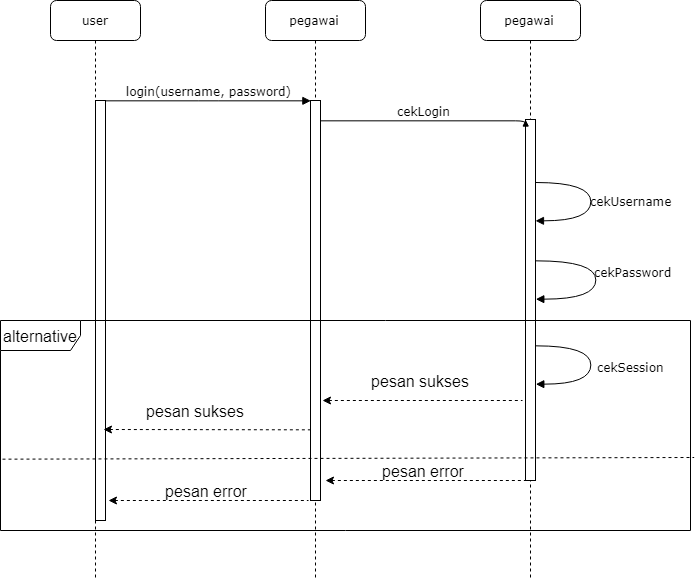 user
pegawai
pegawai
login(username, password)
cekLogin
cekUsername
cekPassword
alternative
cekSession
pesan sukses
pesan sukses
pesan error
pesan error